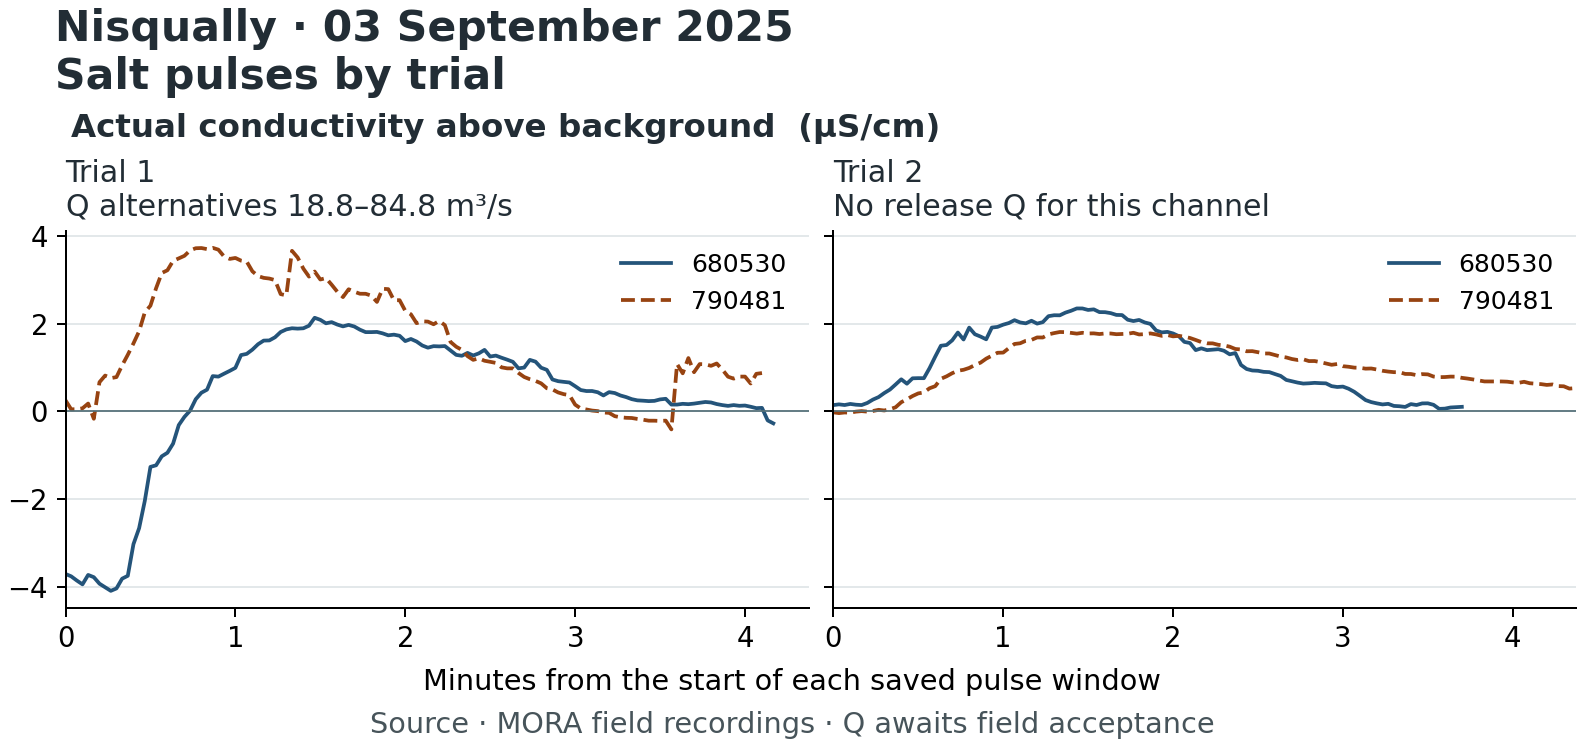 Nisqually · 03 September 2025
Salt pulses by trial
Actual conductivity above background (µS/cm)
Trial 1
Q alternatives 18.8–84.8 m³/s
Trial 2
No release Q for this channel
680530
790481
680530
790481
4
2
0
−2
−4
0 1 2 3 4
0 1 2 3 4
Minutes from the start of each saved pulse window
Source · MORA field recordings · Q awaits field acceptance